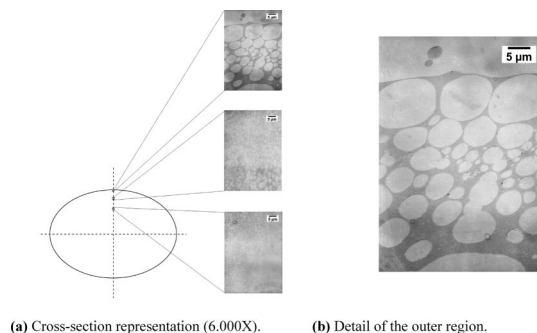 5 µm
(a) Cross-section representation (6.000X).
(b) Detail of the outer region.